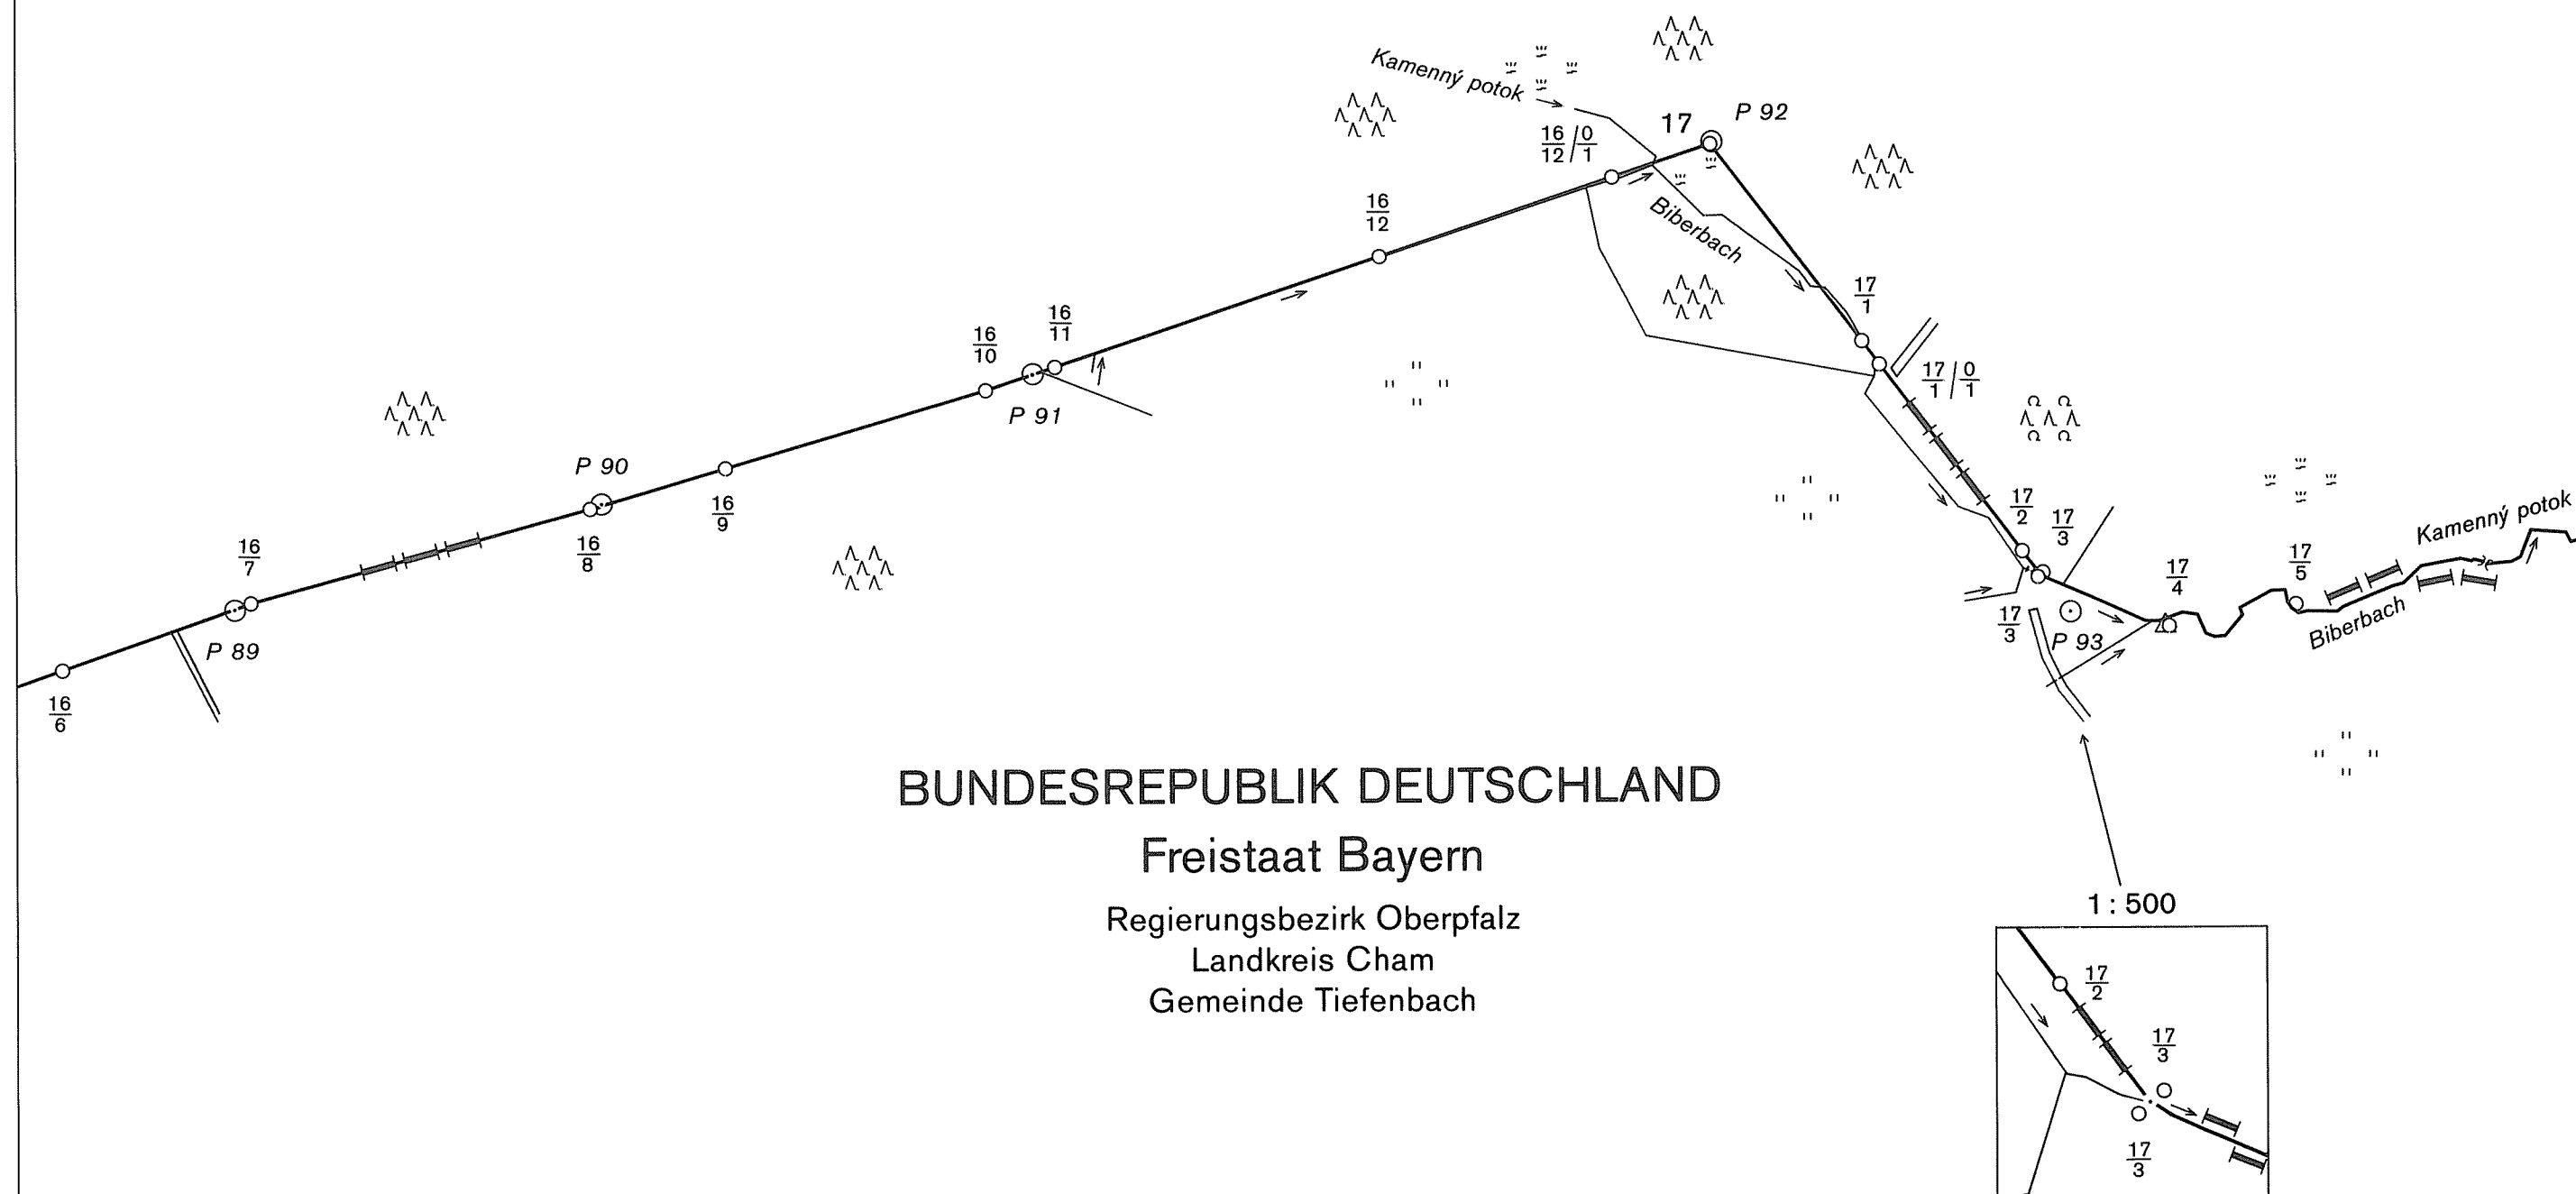 Kamenný potok
P 92
17
16/12 / 0/1
16/12
Biberbach
17/1
16/11
16/10
17/1 / 0/1
P 91
P 90
16/9
16/8
17/2
17/3
Kamenný potok
16/7
17/5
17/4
P 89
17/3
P 93
Biberbach
16/6
BUNDESREPUBLIK DEUTSCHLAND
Freistaat Bayern
Regierungsbezirk Oberpfalz
Landkreis Cham
Gemeinde Tiefenbach
1 : 500
17/2
17/3
17/3